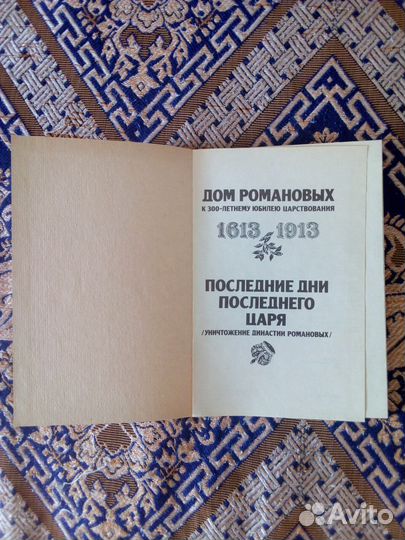 ДОМ РОМАНОВЫХ
К 300-ЛЕТНЕМУ ЮБИЛЕЮ ЦАРСТВОВАНИЯ
1613 1913
ПОСЛЕДНИЕ ДНИ
ПОСЛЕДНЕГО
ЦАРЯ
/УНИЧТОЖЕНИЕ ДИНАСТИИ РОМАНОВЫХ/
Avito